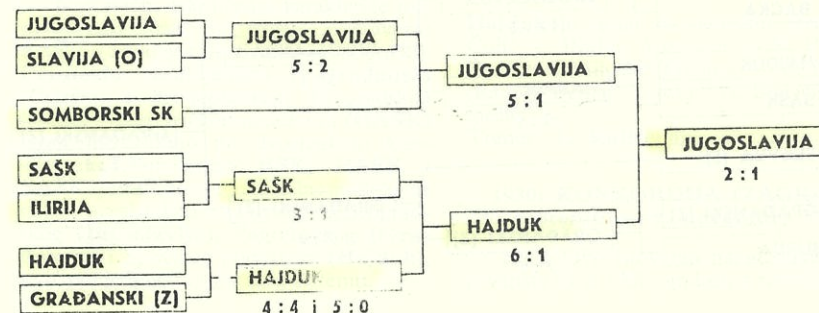 JUGOSLAVIJA
SLAVIJA (O)
JUGOSLAVIJA
5 : 2
SOMBORSKI SK
JUGOSLAVIJA
5 : 1
SAŠK
ILIRIJA
SAŠK
3 : 1
HAJDUK
GRAĐANSKI (Z)
HAJDUK
4 : 4 i 5 : 0
HAJDUK
6 : 1
JUGOSLAVIJA
2 : 1